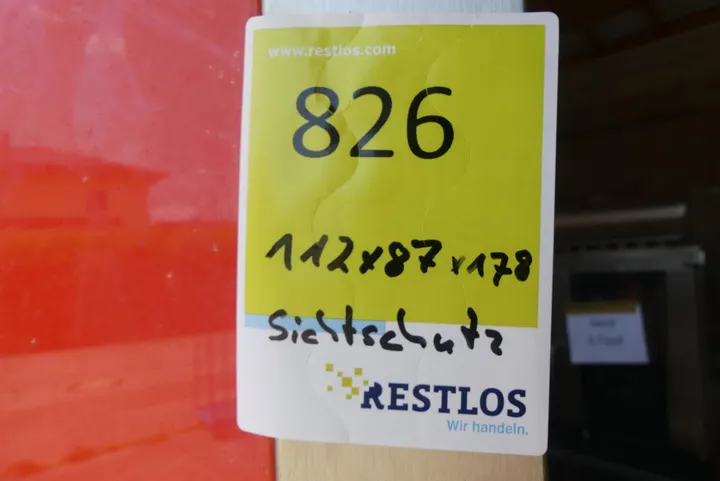 www.restlos.com
826
112x87x178
Sichtschutz
RESTLOS
Wir handeln.